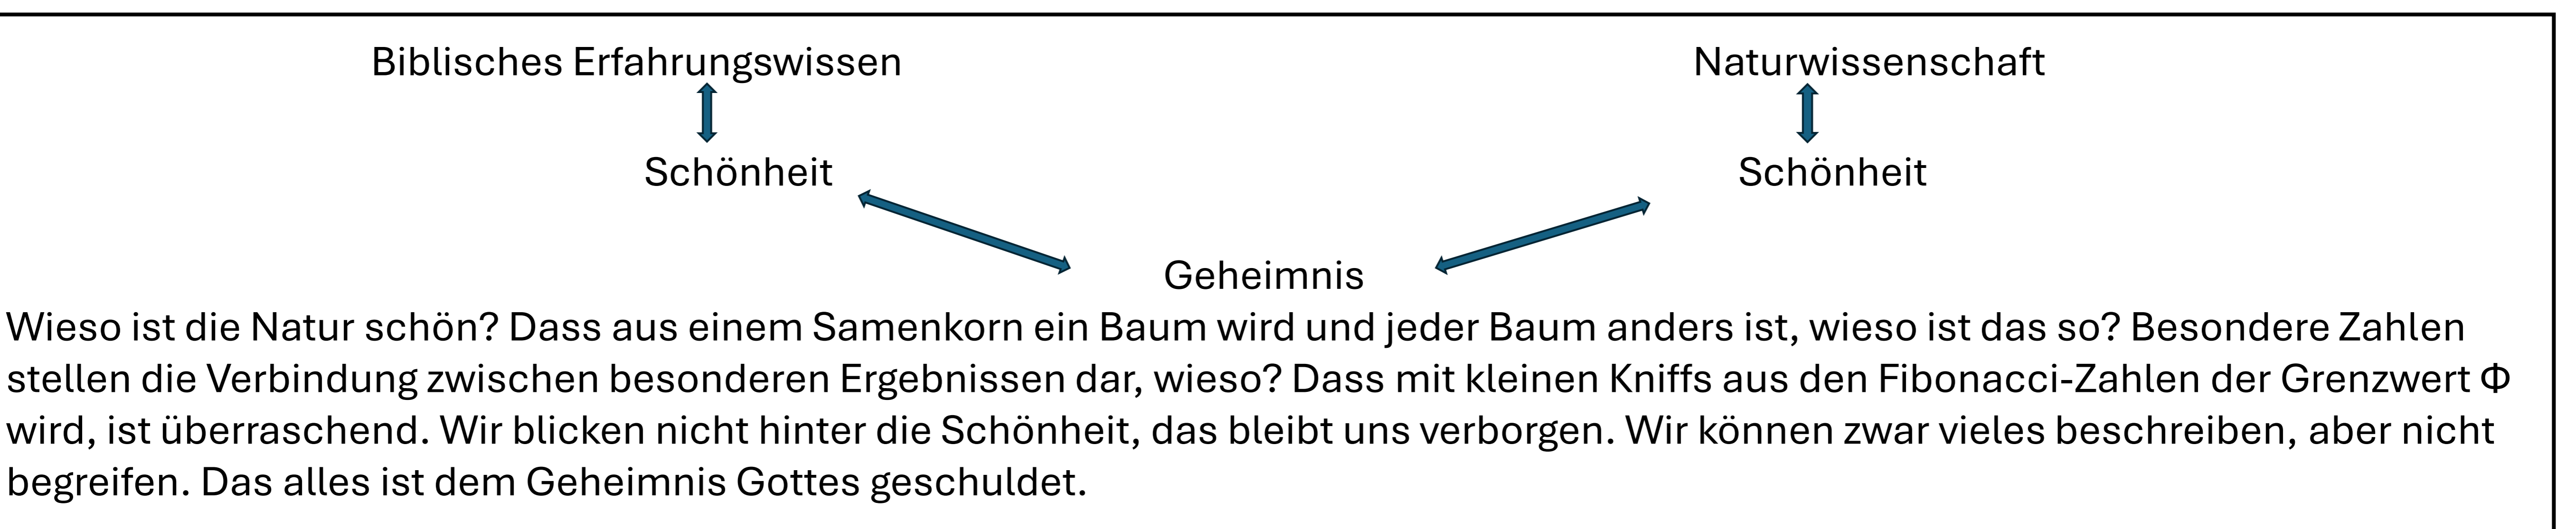 Biblisches Erfahrungswissen
Naturwissenschaft
Schönheit
Schönheit
Geheimnis
Wieso ist die Natur schön? Dass aus einem Samenkorn ein Baum wird und jeder Baum anders ist, wieso ist das so? Besondere Zahlen
stellen die Verbindung zwischen besonderen Ergebnissen dar, wieso? Dass mit kleinen Kniffs aus den Fibonacci-Zahlen der Grenzwert Φ
wird, ist überraschend. Wir blicken nicht hinter die Schönheit, das bleibt uns verborgen. Wir können zwar vieles beschreiben, aber nicht
begreifen. Das alles ist dem Geheimnis Gottes geschuldet.